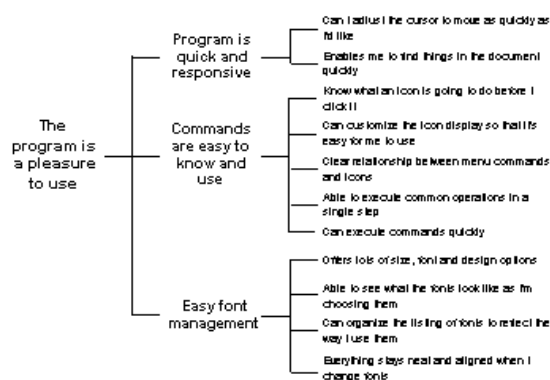 The
program is
a pleasure
to use
Program is
quick and
responsive
Can I adjust the cursor to move as quickly as
I'd like
Enables me to find things in the document
quickly
Commands
are easy to
know and
use
Know what an icon is going to do before I
click it
Can customize the icon display so that it's
easy for me to use
Clear relationship between menu commands
and icons
Able to execute common operations in a
single step
Can execute commands quickly
Easy font
management
Offers lots of size, font and design options
Able to see what the fonts look like as I'm
choosing them
Can organize the listing of fonts to reflect the
way I use them
Everything stays neat and aligned when I
change fonts